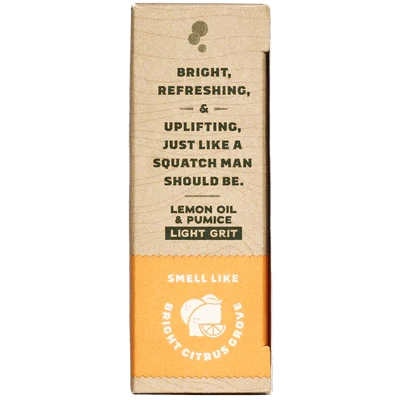 BRIGHT,
REFRESHING,
&
UPLIFTING,
JUST LIKE A
SQUATCH MAN
SHOULD BE.
LEMON OIL
& PUMICE
LIGHT GRIT
SMELL LIKE
BRIGHT CITRUS GROVE